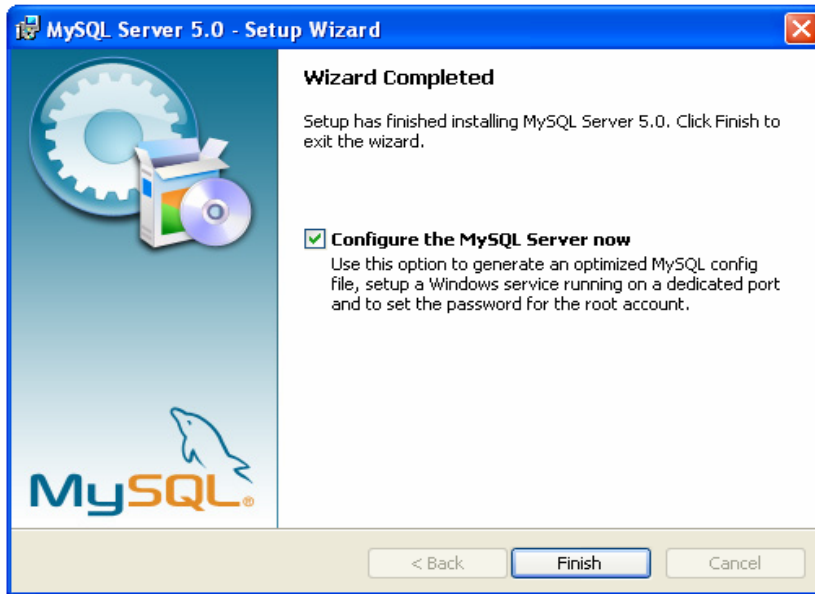 MySQL Server 5.0 - Setup Wizard
Wizard Completed
Setup has finished installing MySQL Server 5.0. Click Finish to
exit the wizard.
Configure the MySQL Server now
Use this option to generate an optimized MySQL config
file, setup a Windows service running on a dedicated port
and to set the password for the root account.
MySQL®
< Back
Finish
Cancel